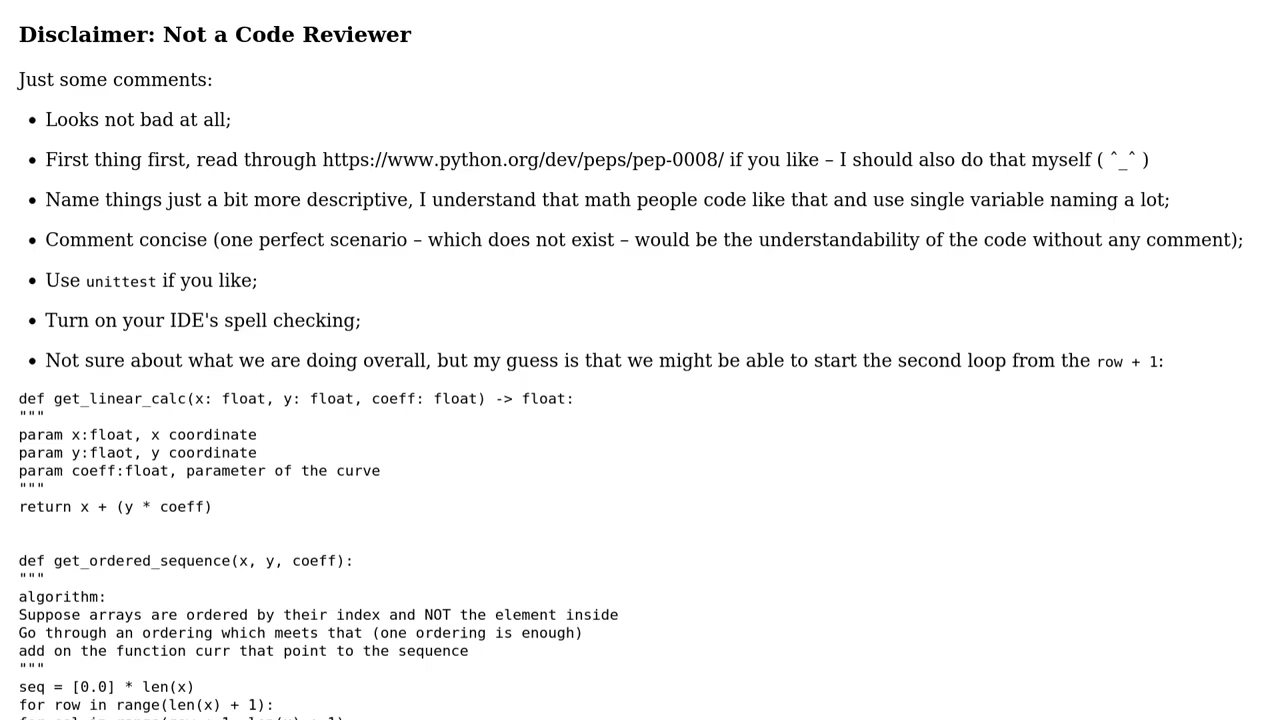 Disclaimer: Not a Code Reviewer
Just some comments:
• Looks not bad at all;
• First thing first, read through https://www.python.org/dev/peps/pep-0008/ if you like – I should also do that myself ( ˆ_ˆ )
• Name things just a bit more descriptive, I understand that math people code like that and use single variable naming a lot;
• Comment concise (one perfect scenario – which does not exist – would be the understandability of the code without any comment);
• Use unittest if you like;
• Turn on your IDE's spell checking;
• Not sure about what we are doing overall, but my guess is that we might be able to start the second loop from the row + 1:
def get_linear_calc(x: float, y: float, coeff: float) -> float:
"""
param x:float, x coordinate
param y:flaot, y coordinate
param coeff:float, parameter of the curve
"""
return x + (y * coeff)
def get_ordered_sequence(x, y, coeff):
"""
algorithm:
Suppose arrays are ordered by their index and NOT the element inside
Go through an ordering which meets that (one ordering is enough)
add on the function curr that point to the sequence
"""
seq = [0.0] * len(x)
for row in range(len(x) + 1):